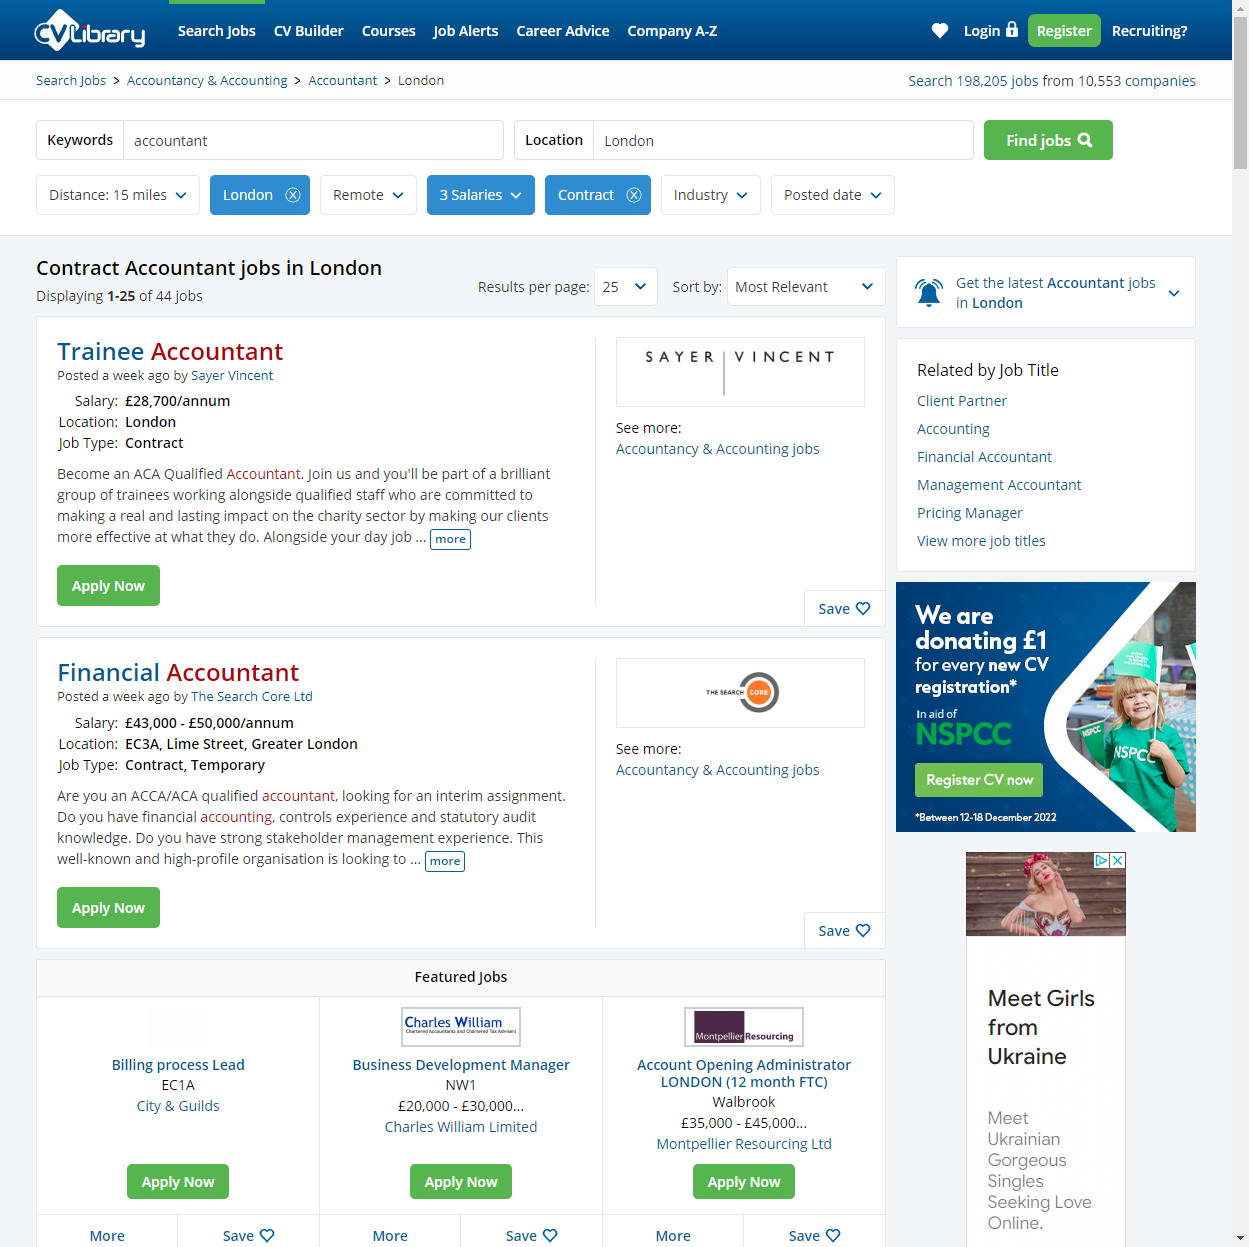 CV Library
Search Jobs
CV Builder
Courses
Job Alerts
Career Advice
Company A-Z
Login
Register
Recruiting?
Search Jobs > Accountancy & Accounting > Accountant > London
Search 198,205 jobs from 10,553 companies
Keywords
accountant
Location
London
Find jobs
Distance: 15 miles
London
Remote
3 Salaries
Contract
Industry
Posted date
Contract Accountant jobs in London
Displaying 1-25 of 44 jobs
Results per page: 25
Sort by: Most Relevant
Trainee Accountant
Posted a week ago by Sayer Vincent
Salary: £28,700/annum
Location: London
Job Type: Contract
Become an ACA Qualified Accountant. Join us and you'll be part of a brilliant
group of trainees working alongside qualified staff who are committed to
making a real and lasting impact on the charity sector by making our clients
more effective at what they do. Alongside your day job ... more
Apply Now
SAYER VINCENT
See more:
Accountancy & Accounting jobs
Save
Financial Accountant
Posted a week ago by The Search Core Ltd
Salary: £43,000 - £50,000/annum
Location: EC3A, Lime Street, Greater London
Job Type: Contract, Temporary
Are you an ACCA/ACA qualified accountant, looking for an interim assignment.
Do you have financial accounting, controls experience and statutory audit
knowledge. Do you have strong stakeholder management experience. This
well-known and high-profile organisation is looking to ... more
Apply Now
THE SEARCH CORE
See more:
Accountancy & Accounting jobs
Save
Featured Jobs
Billing process Lead
EC1A
City & Guilds
Apply Now
More
Save
Charles William
Chartered Accountants and Chartered Tax Advisers
Business Development Manager
NW1
£20,000 - £30,000...
Charles William Limited
Apply Now
More
Save
Montpellier Resourcing
Account Opening Administrator
LONDON (12 month FTC)
Walbrook
£35,000 - £45,000...
Montpellier Resourcing Ltd
Apply Now
More
Save
Get the latest Accountant jobs
in London
Related by Job Title
Client Partner
Accounting
Financial Accountant
Management Accountant
Pricing Manager
View more job titles
We are
donating £1
for every new CV
registration*
In aid of
NSPCC
Register CV now
*Between 12-18 December 2022
NSPCC
NSPCC
Meet Girls
from
Ukraine
Meet
Ukrainian
Gorgeous
Singles
Seeking Love
Online.